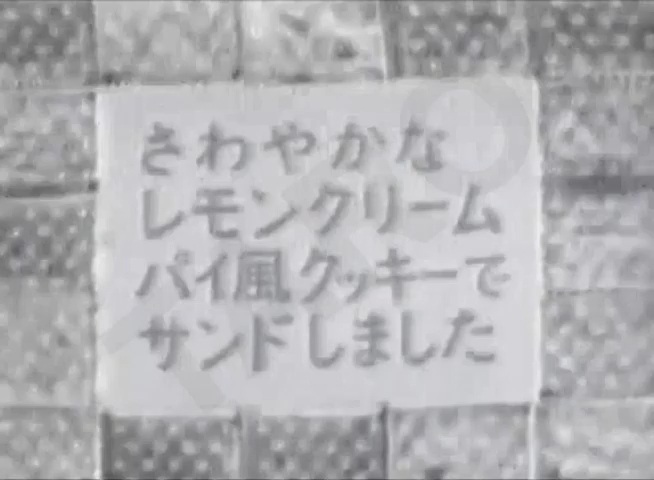 さわやかな
レモンクリーム
パイ風クッキーで
サンドしました